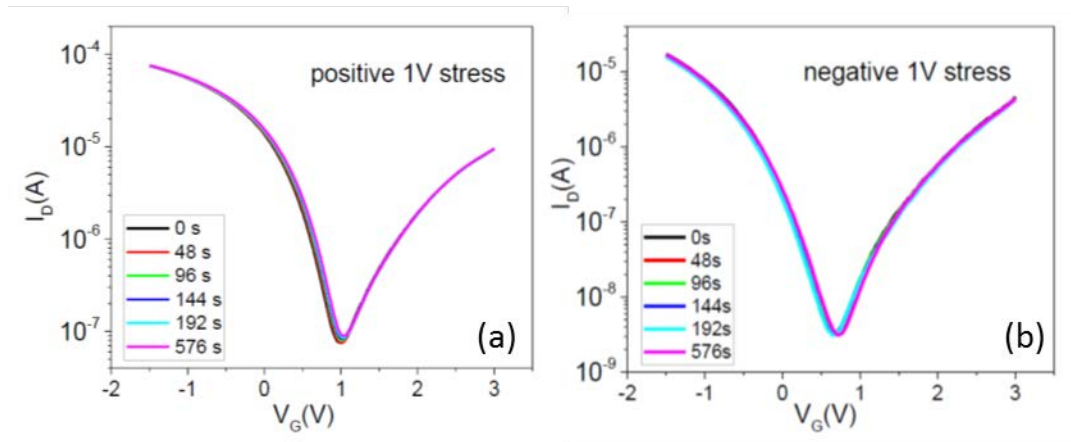 positive 1V stress
10^-4
10^-5
10^-6
10^-7
I_D(A)
0 s
48 s
96 s
144 s
192 s
576 s
(a)
-2 -1 0 1 2 3
V_G(V)
negative 1V stress
10^-5
10^-6
10^-7
10^-8
10^-9
I_D(A)
0s
48s
96s
144s
192s
576s
(b)
-2 -1 0 1 2 3
V_G(V)